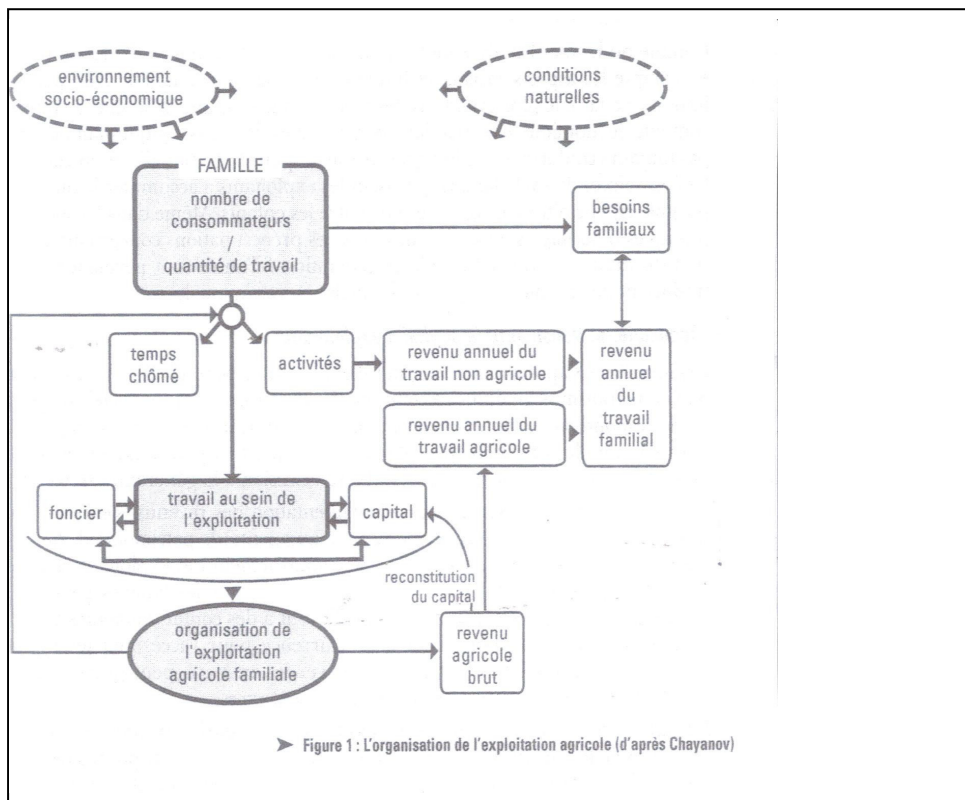 environnement
socio-économique
conditions
naturelles
FAMILLE
nombre de
consommateurs
/
quantité de travail
besoins
familiaux
temps
chômé
activités
revenu annuel du
travail non agricole
revenu annuel du
travail agricole
revenu
annuel
du
travail
familial
foncier
travail au sein de
l'exploitation
capital
reconstitution
du capital
organisation de
l'exploitation
agricole familiale
revenu
agricole
brut
➤ Figure 1 : L'organisation de l'exploitation agricole (d'après Chayanov)